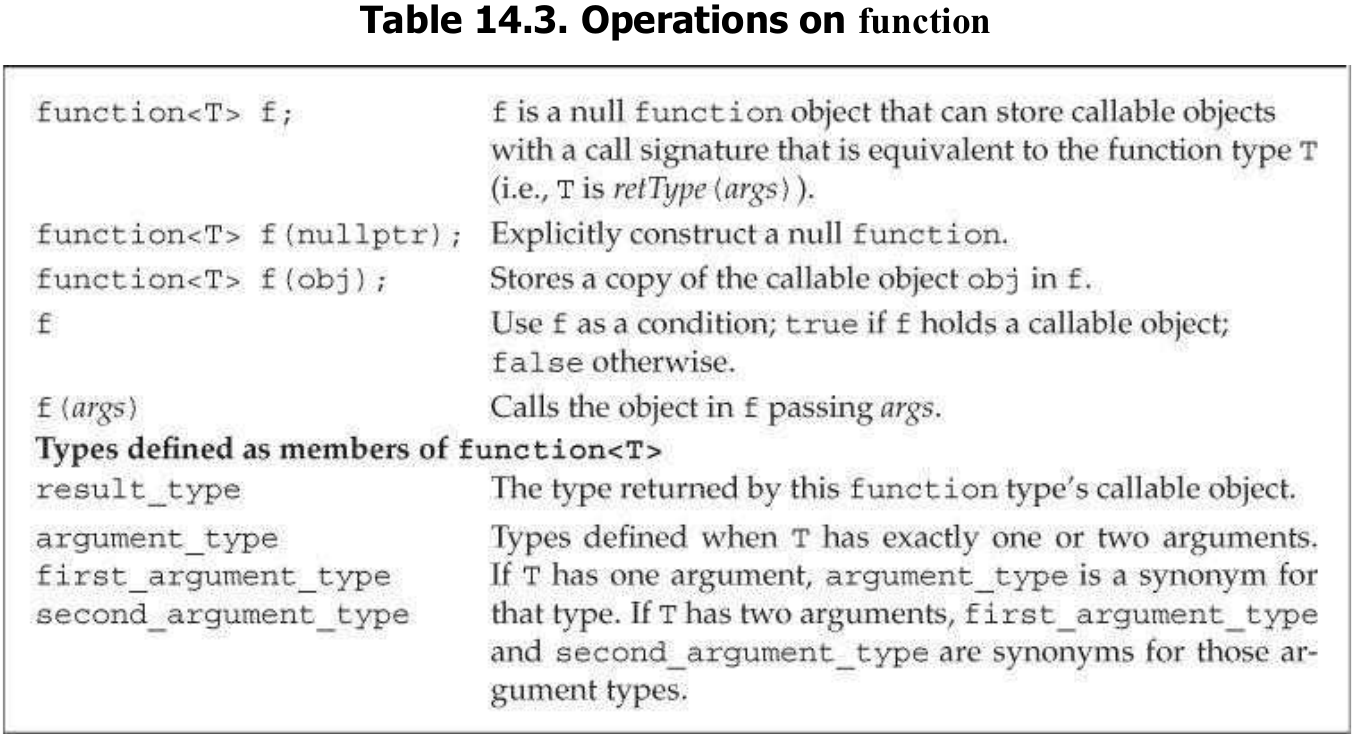 Table 14.3. Operations on function
function<T> f; f is a null function object that can store callable objects
with a call signature that is equivalent to the function type T
(i.e., T is retType(args)).
function<T> f(nullptr); Explicitly construct a null function.
function<T> f(obj); Stores a copy of the callable object obj in f.
f Use f as a condition; true if f holds a callable object;
false otherwise.
f(args) Calls the object in f passing args.
Types defined as members of function<T>
result_type The type returned by this function type's callable object.
argument_type Types defined when T has exactly one or two arguments.
first_argument_type If T has one argument, argument_type is a synonym for
second_argument_type that type. If T has two arguments, first_argument_type
and second_argument_type are synonyms for those ar-
gument types.